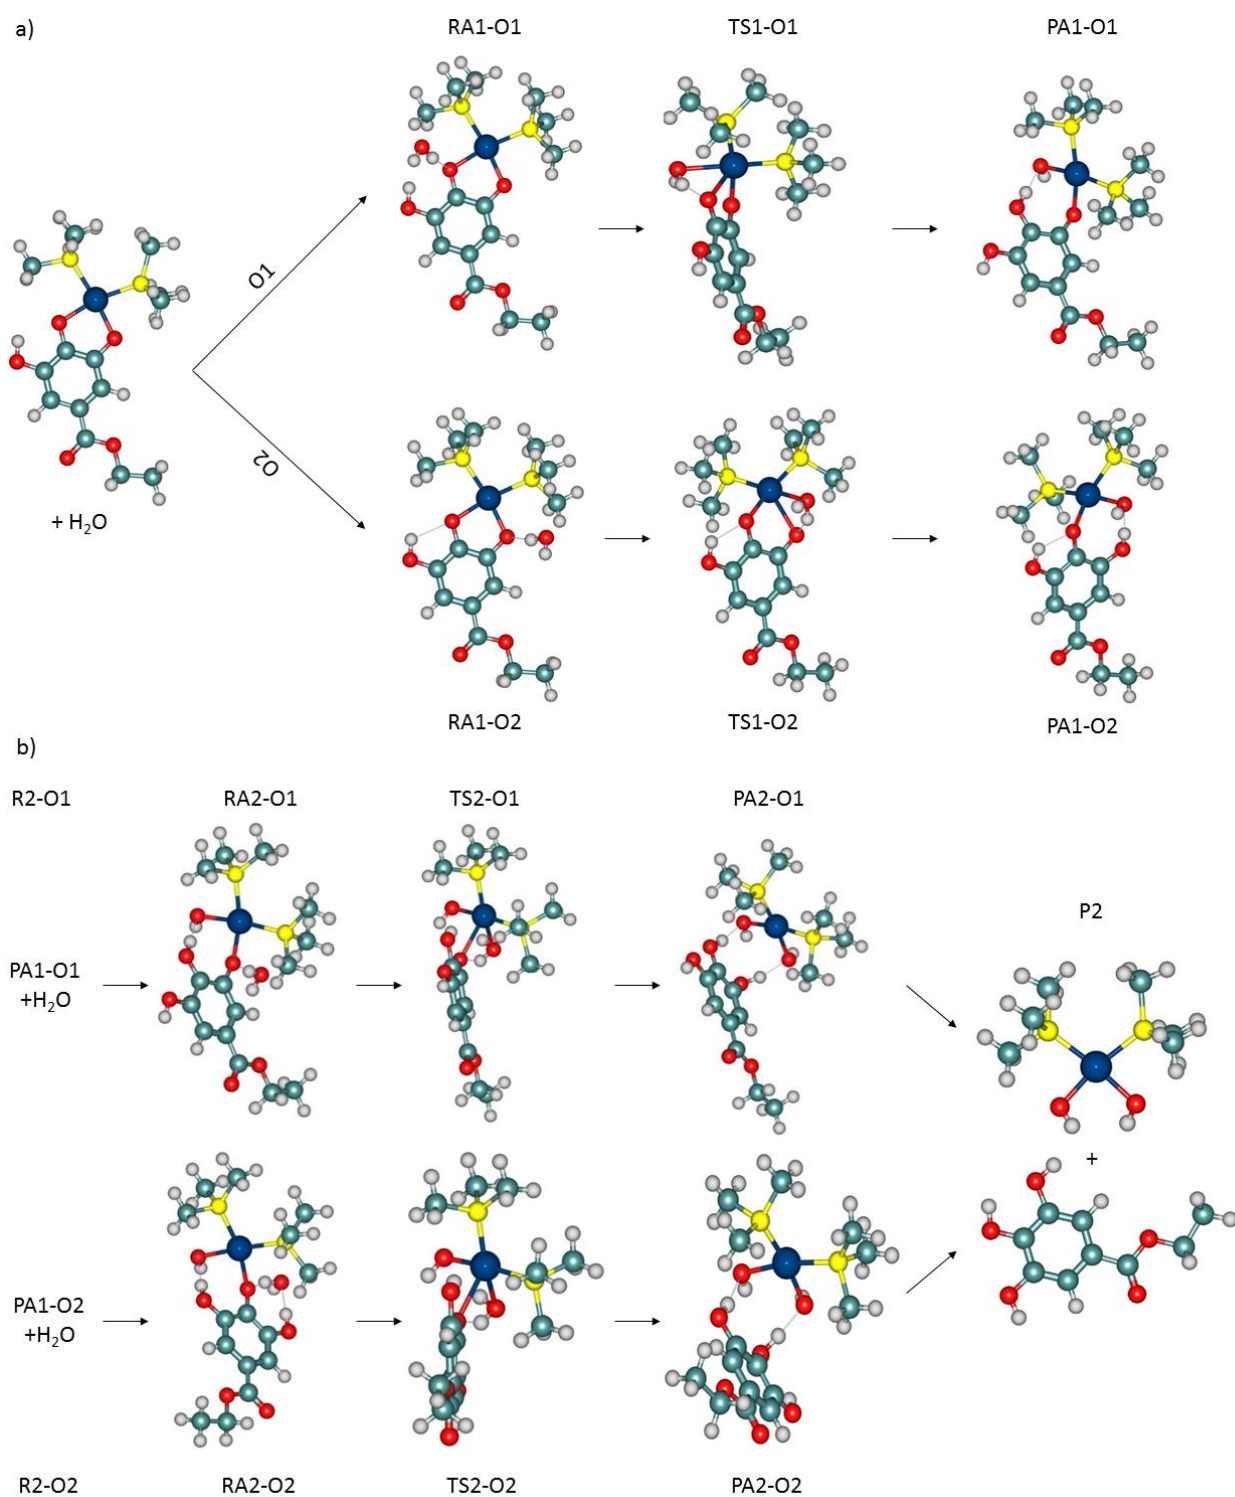 a)
RA1-O1
TS1-O1
PA1-O1
O1
O2
+ H₂O
RA1-O2
TS1-O2
PA1-O2
b)
R2-O1
RA2-O1
TS2-O1
PA2-O1
P2
PA1-O1
+H₂O
+
PA1-O2
+H₂O
R2-O2
RA2-O2
TS2-O2
PA2-O2